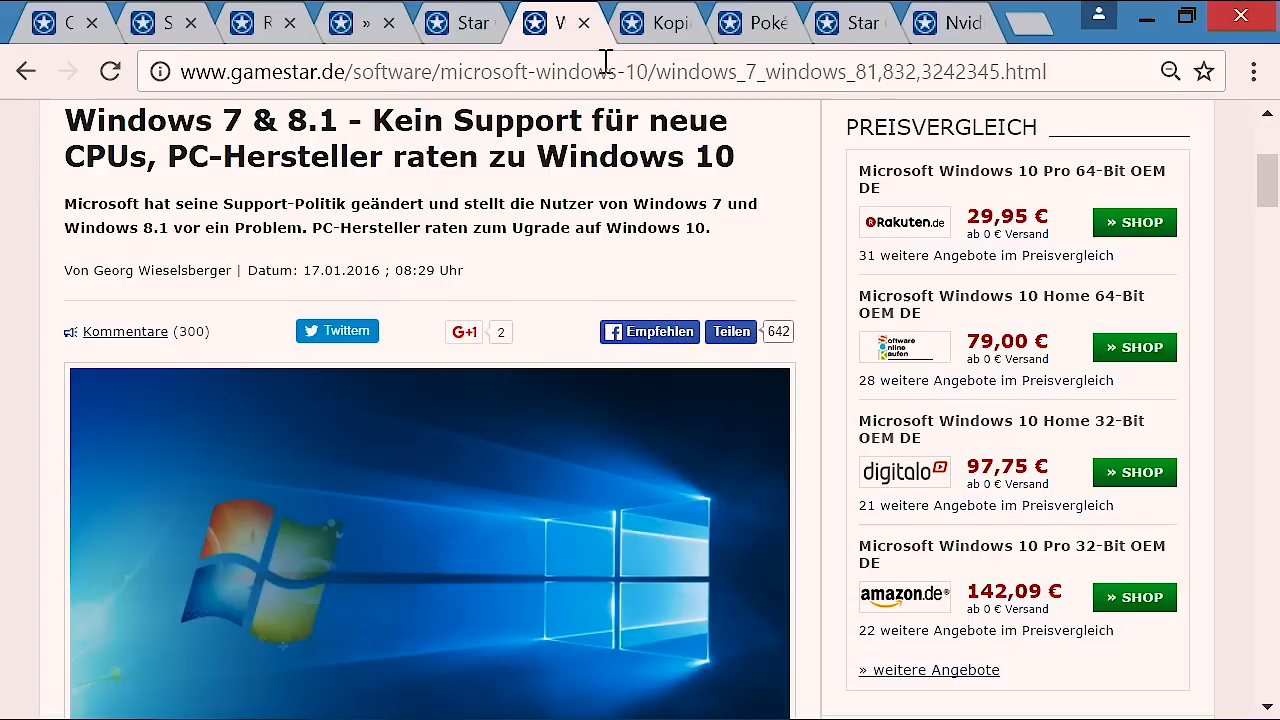 C
S
R
»
Star
W
Kopi
Poké
Star
Nvid
www.gamestar.de/software/microsoft-windows-10/windows_7_windows_81,832,3242345.html
Windows 7 & 8.1 - Kein Support für neue
CPUs, PC-Hersteller raten zu Windows 10
Microsoft hat seine Support-Politik geändert und stellt die Nutzer von Windows 7 und
Windows 8.1 vor ein Problem. PC-Hersteller raten zum Ugrade auf Windows 10.
Von Georg Wieselsberger | Datum: 17.01.2016 ; 08:29 Uhr
Kommentare (300)
Twittern
G+1 2
Empfehlen Teilen 642
PREISVERGLEICH
Microsoft Windows 10 Pro 64-Bit OEM
DE
Rakuten.de
29,95 €
ab 0 € Versand
» SHOP
31 weitere Angebote im Preisvergleich
Microsoft Windows 10 Home 64-Bit
OEM DE
Software
Online
Kaufen
79,00 €
ab 0 € Versand
» SHOP
28 weitere Angebote im Preisvergleich
Microsoft Windows 10 Home 32-Bit
OEM DE
digitalo
97,75 €
ab 0 € Versand
» SHOP
21 weitere Angebote im Preisvergleich
Microsoft Windows 10 Pro 32-Bit OEM
DE
amazon.de
142,09 €
ab 0 € Versand
» SHOP
22 weitere Angebote im Preisvergleich
» weitere Angebote